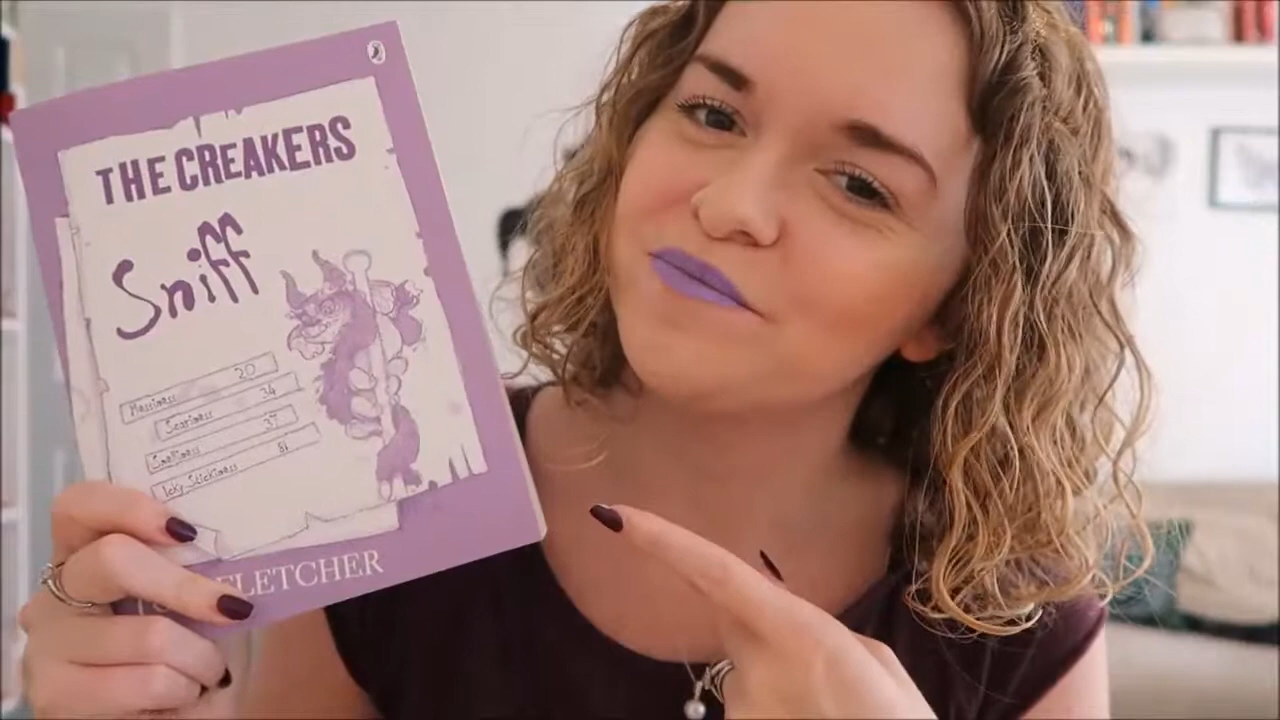 THE CREAKERS
Sniff
Massiness 20
Scariness 34
Smelliness 37
Icky Stickiness 81
FLETCHER